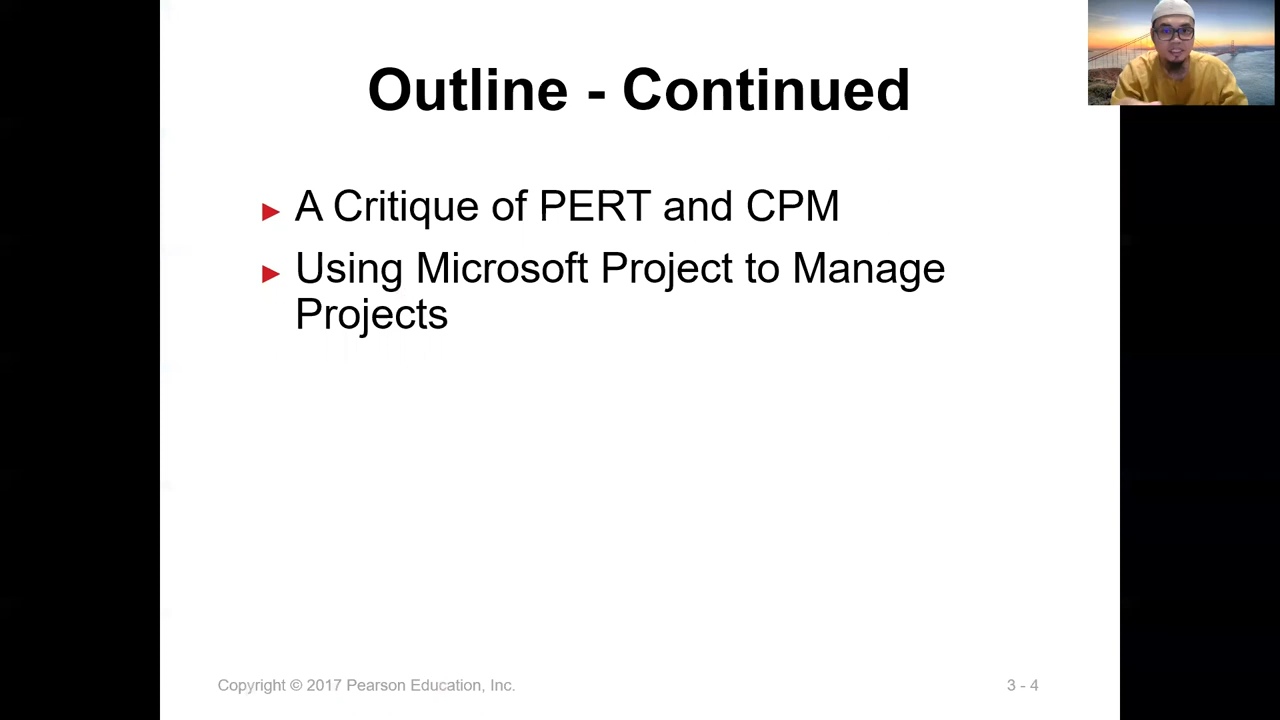 Outline - Continued
► A Critique of PERT and CPM
► Using Microsoft Project to Manage
Projects
Copyright © 2017 Pearson Education, Inc.
3 - 4